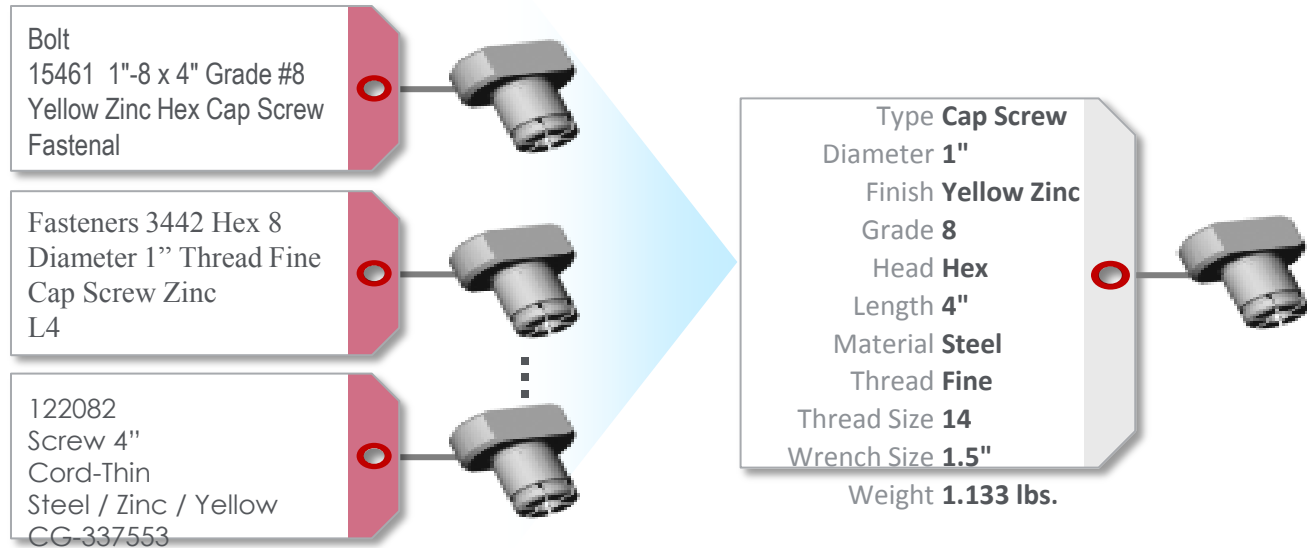 Bolt
15461 1"-8 x 4" Grade #8
Yellow Zinc Hex Cap Screw
Fastenal
Fasteners 3442 Hex 8
Diameter 1” Thread Fine
Cap Screw Zinc
L4
122082
Screw 4”
Cord-Thin
Steel / Zinc / Yellow
CG-337553
Type Cap Screw
Diameter 1"
Finish Yellow Zinc
Grade 8
Head Hex
Length 4"
Material Steel
Thread Fine
Thread Size 14
Wrench Size 1.5"
Weight 1.133 lbs.